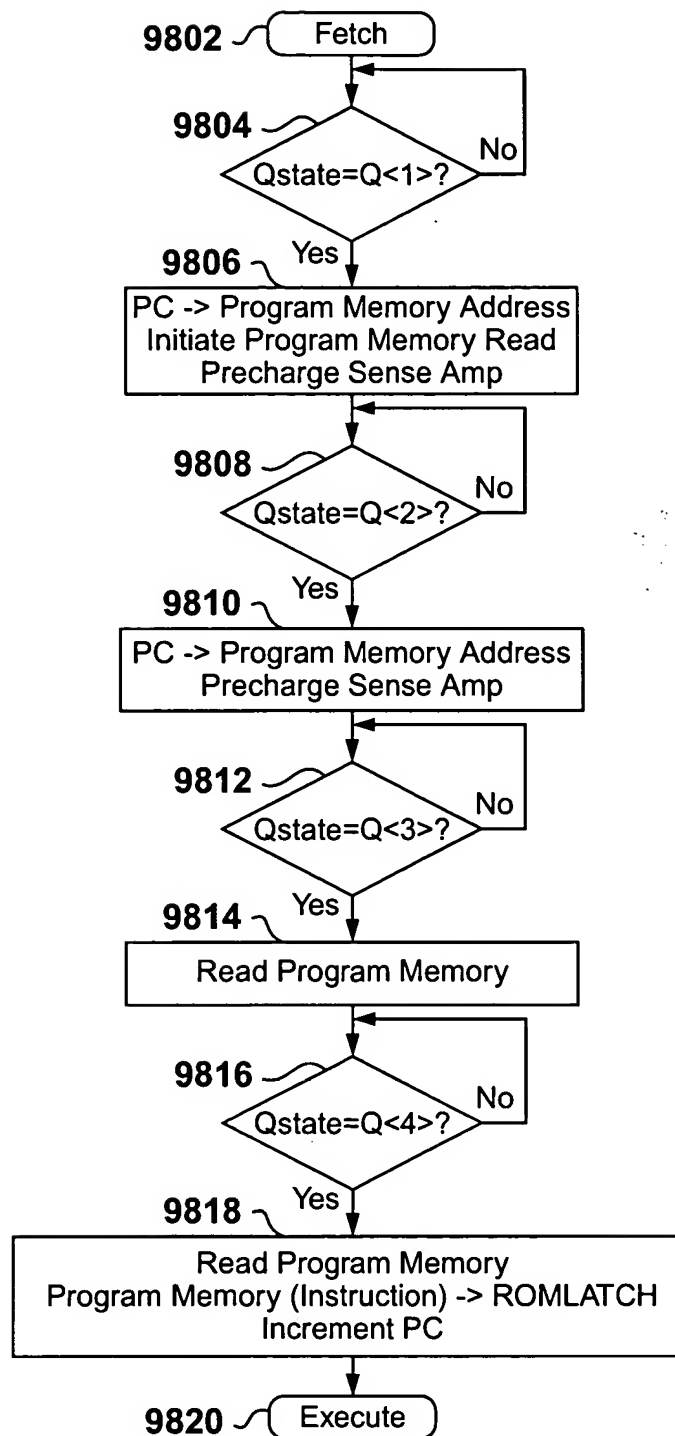 9802 Fetch
9804
Qstate=Q<1>? No
Yes
9806
PC -> Program Memory Address
Initiate Program Memory Read
Precharge Sense Amp
9808
No
Qstate=Q<2>?
Yes
9810
PC -> Program Memory Address
Precharge Sense Amp
9812
No
Qstate=Q<3>?
Yes
9814
Read Program Memory
9816
No
Qstate=Q<4>?
Yes
9818
Read Program Memory
Program Memory (Instruction) -> ROMLATCH
Increment PC
9820 Execute